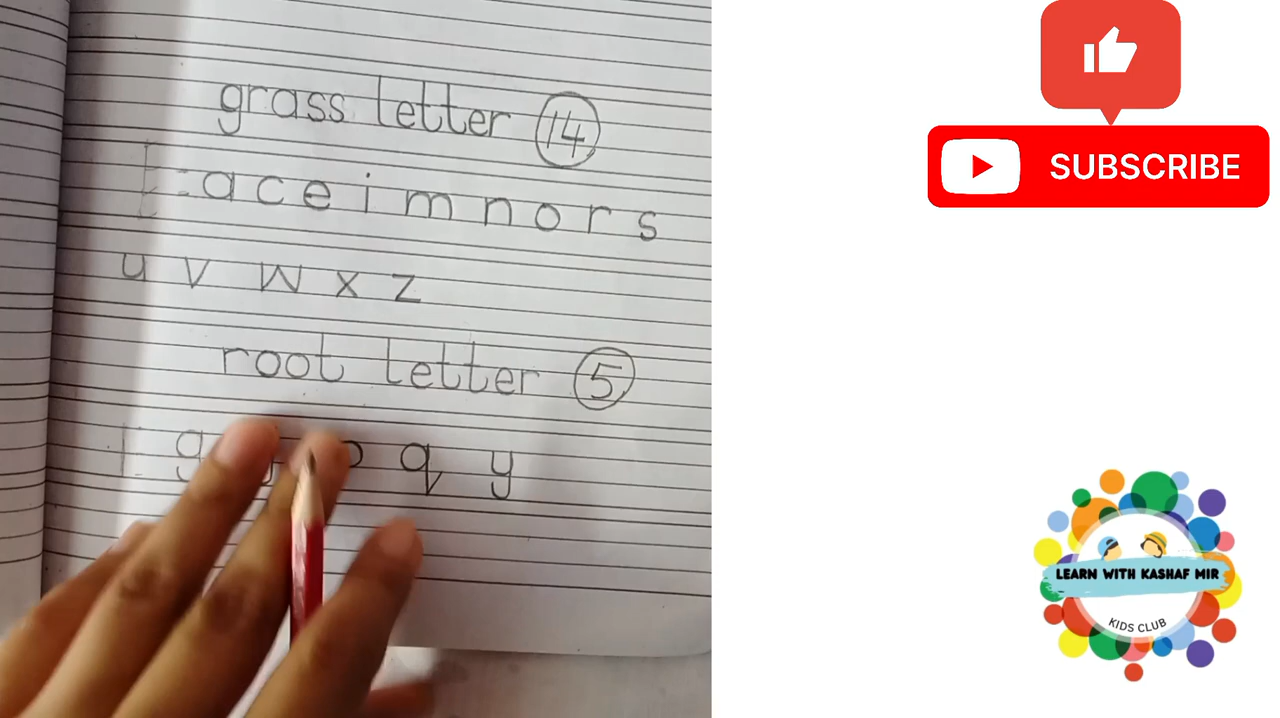 grass letter 14
a c e i m n o r s
u v w x z
root letter 5
g p q y
SUBSCRIBE
LEARN WITH KASHAF MIR
KIDS CLUB